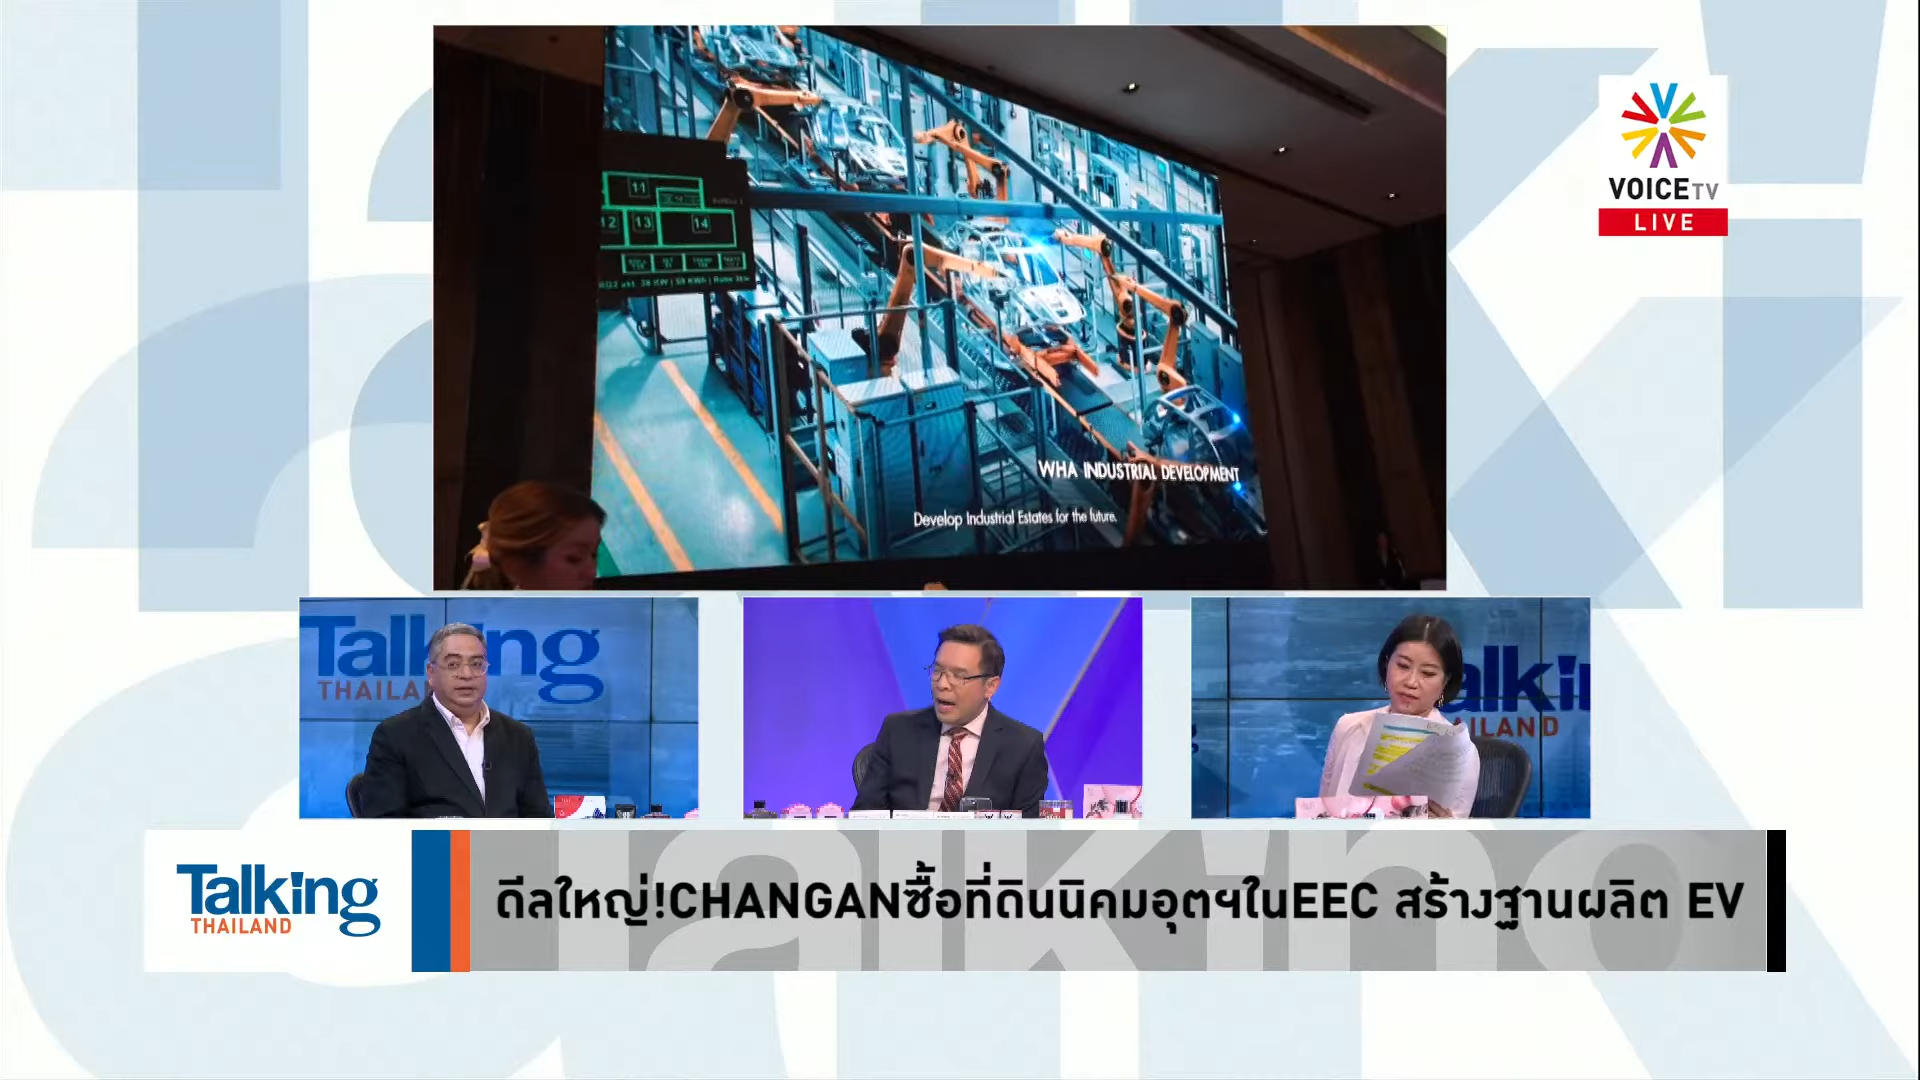 VOICETV
LIVE
11
12
13
14
WHA INDUSTRIAL DEVELOPMENT
Develop Industrial Estates for the future.
Talking
THAILAND
Talking
THAILAND
ดีลใหญ่!CHANGANซื้อที่ดินนิคมอุตฯในEEC สร้างฐานผลิต EV